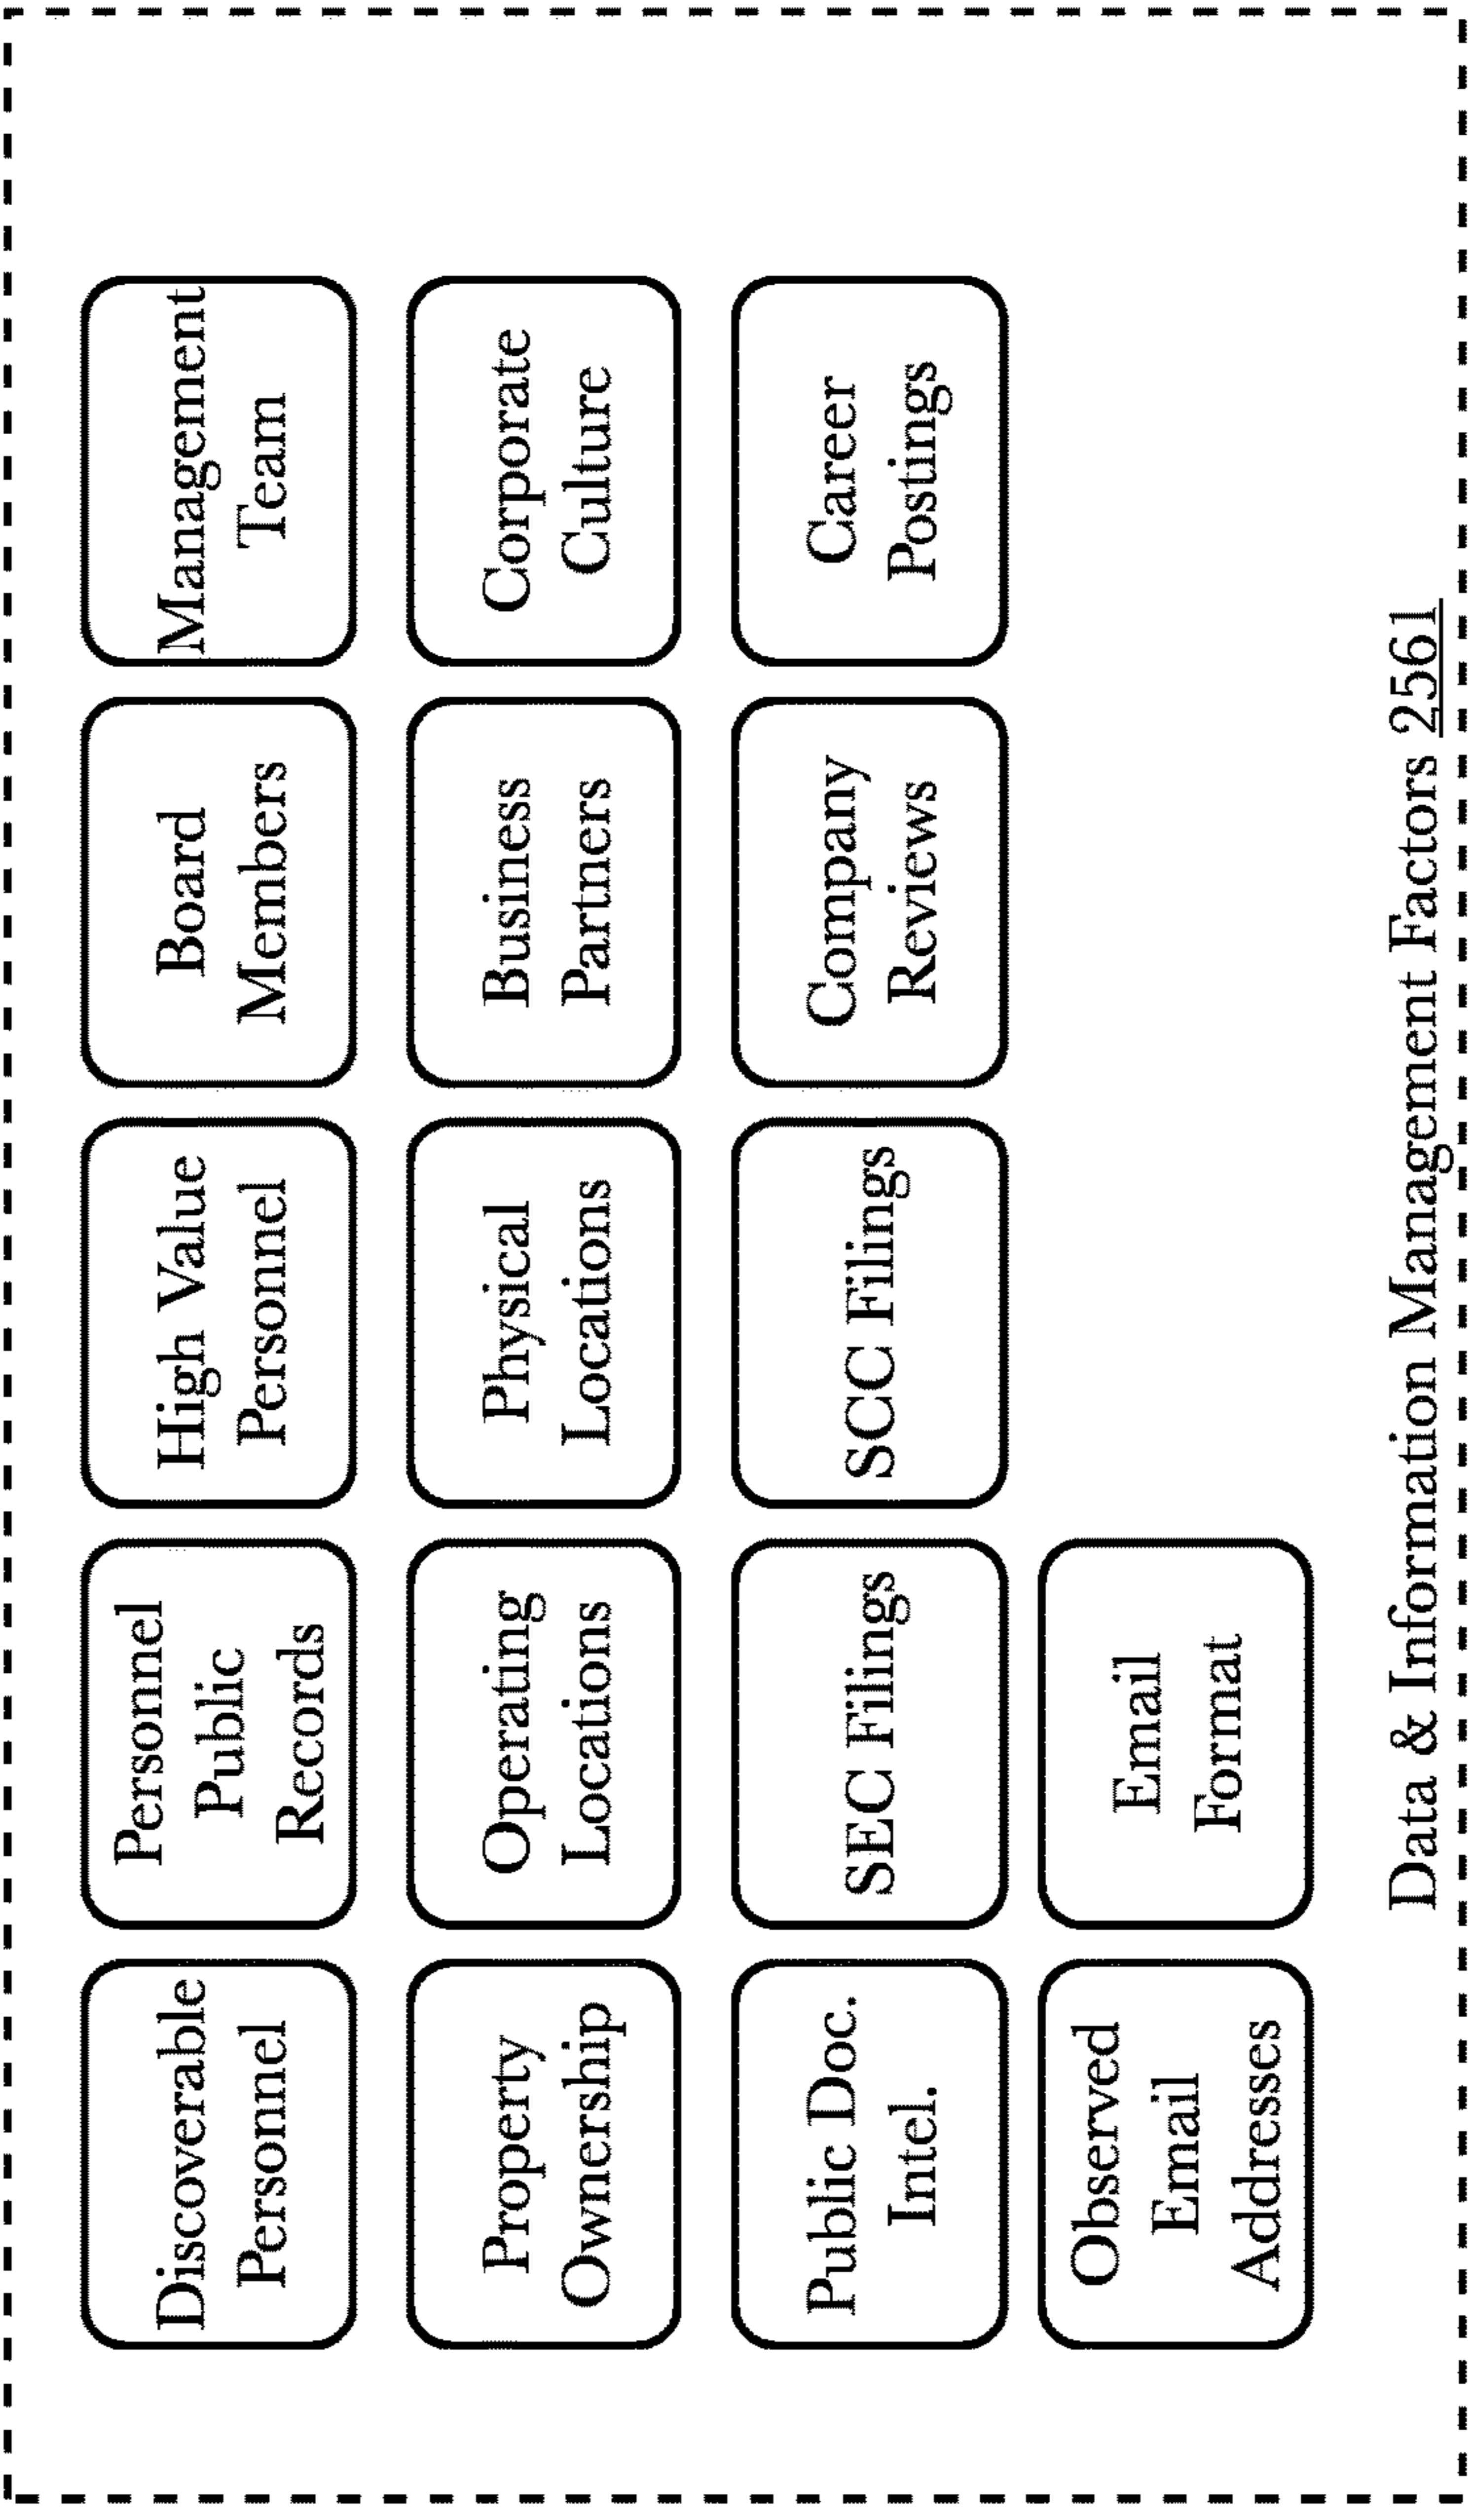 Discoverable
Personnel
Personnel
Public
Records
High Value
Personnel
Board
Members
Management
Team
Property
Ownership
Operating
Locations
Physical
Locations
Business
Partners
Corporate
Culture
Public Doc.
Intel.
SEC Filings
SCC Filings
Company
Reviews
Career
Postings
Observed
Email
Addresses
Email
Format
Data & Information Management Factors 2561